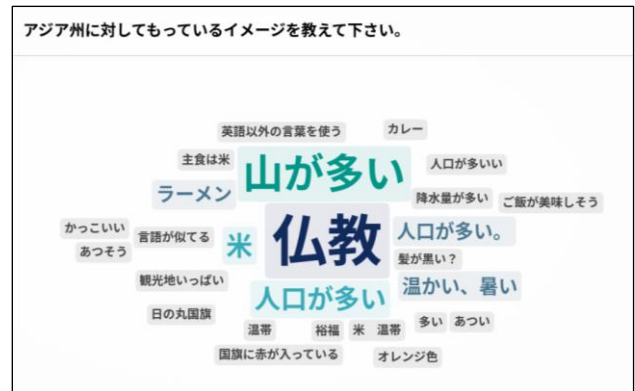 アジア州に対してもっているイメージを教えて下さい。
英語以外の言葉を使う
カレー
主食は米
山が多い
人口が多いい
ラーメン
降水量が多い
ご飯が美味しそう
かっこいい
言語が似てる
米
仏教
人口が多い。
あつそう
髪が黒い？
観光地いっぱい
人口が多い
温かい、暑い
日の丸国旗
温帯
裕福
米
温帯
多い
あつい
国旗に赤が入っている
オレンジ色